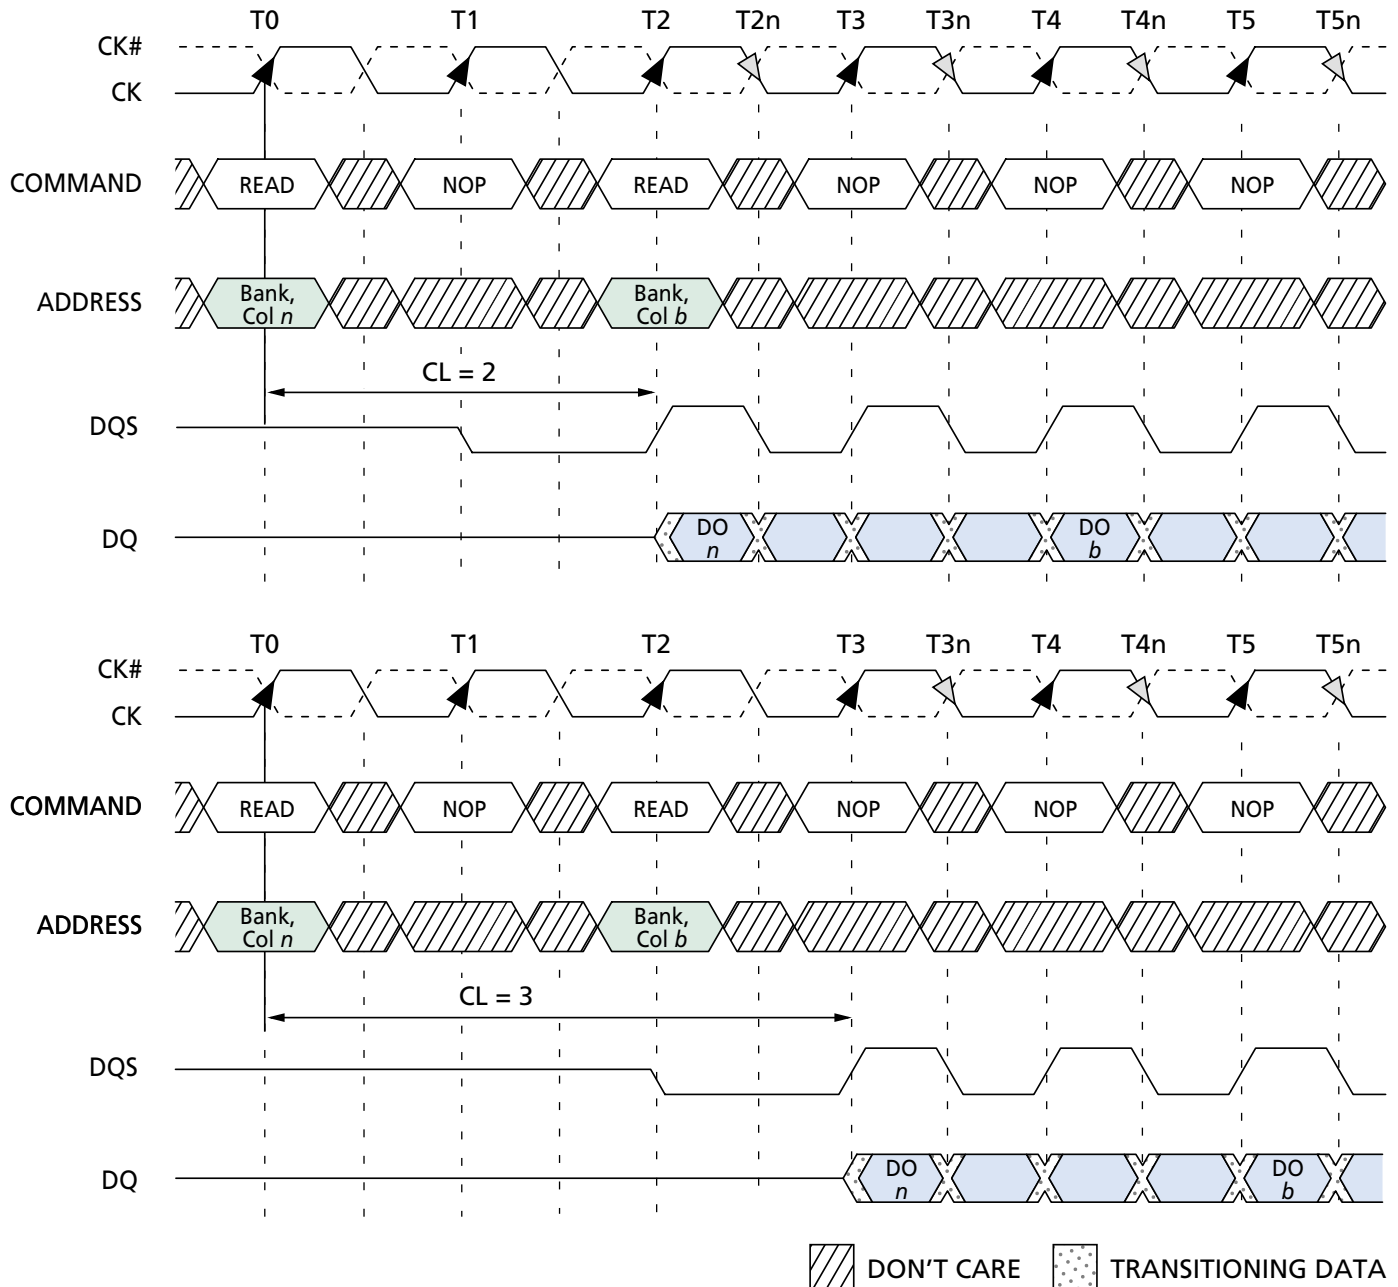 T0 T1 T2 T2n T3 T3n T4 T4n T5 T5n
CK#
CK
COMMAND READ NOP READ NOP NOP NOP
ADDRESS Bank, Col n Bank, Col b
CL = 2
DQS
DQ DO n DO b
T0 T1 T2 T3 T3n T4 T4n T5 T5n
CK#
CK
COMMAND READ NOP READ NOP NOP NOP
ADDRESS Bank, Col n Bank, Col b
CL = 3
DQS
DQ DO n DO b
DON'T CARE TRANSITIONING DATA